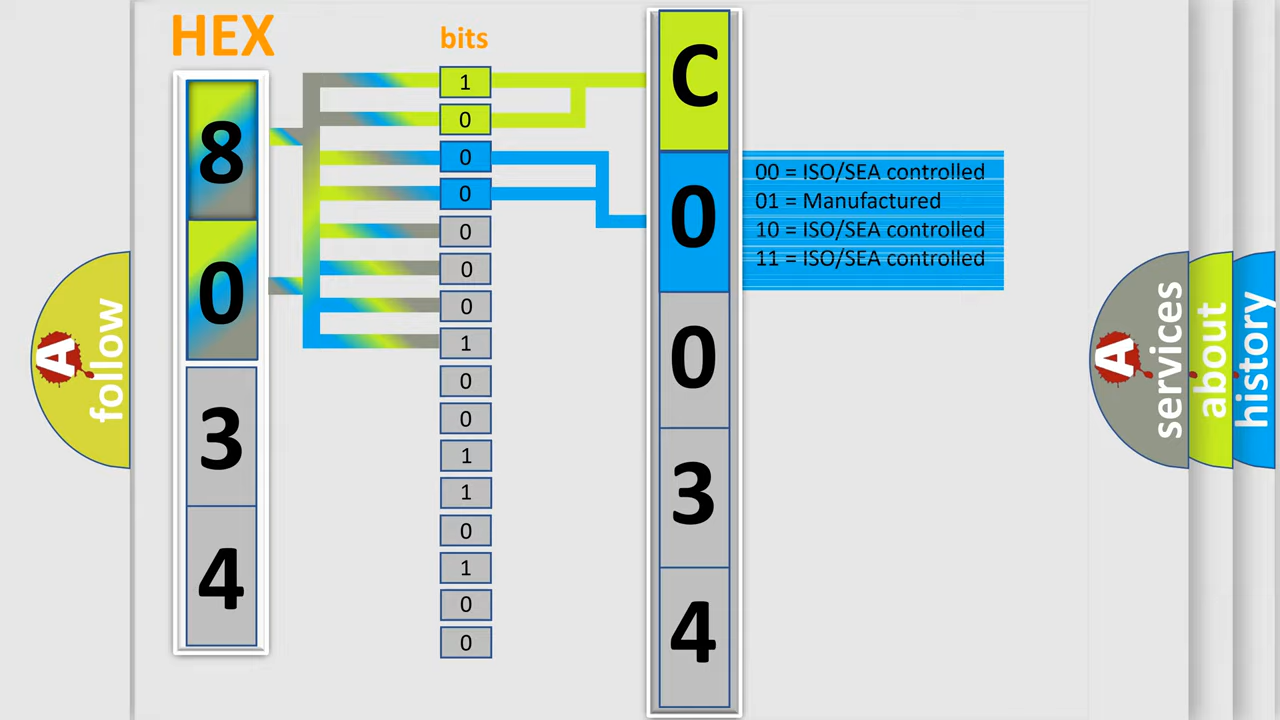 HEX
8
0
3
4
bits
1
0
0
0
0
0
0
1
0
0
1
1
0
1
0
0
C
0
0
3
4
00 = ISO/SEA controlled
01 = Manufactured
10 = ISO/SEA controlled
11 = ISO/SEA controlled
A
follow
A
services
about
history